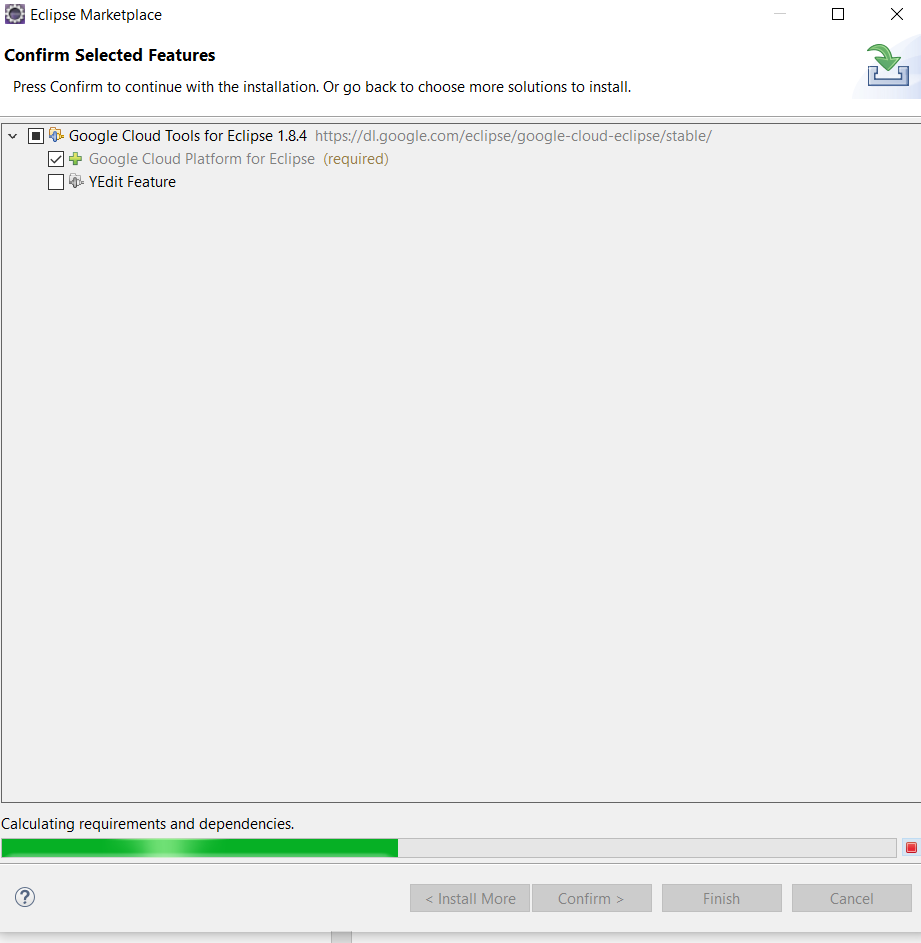 Eclipse Marketplace
Confirm Selected Features
Press Confirm to continue with the installation. Or go back to choose more solutions to install.
Google Cloud Tools for Eclipse 1.8.4 https://dl.google.com/eclipse/google-cloud-eclipse/stable/
Google Cloud Platform for Eclipse (required)
YEdit Feature
Calculating requirements and dependencies.
? < Install More Confirm > Finish Cancel